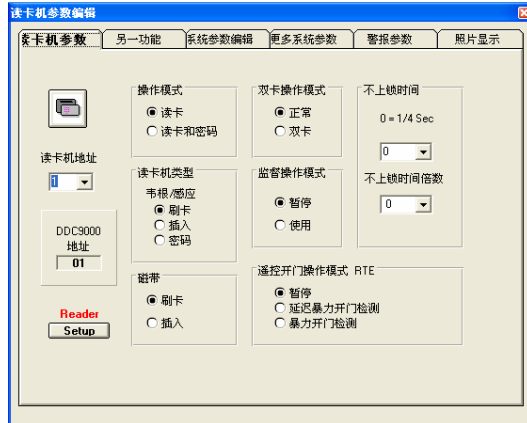 读卡机参数编辑
读卡机参数 另一功能 系统参数编辑 更多系统参数 警报参数 照片显示
读卡机地址
1
DDC9000
地址
01
Reader
Setup
操作模式
读卡
读卡和密码
读卡机类型
韦根/感应
刷卡
插入
密码
磁带
刷卡
插入
双卡操作模式
正常
双卡
监督操作模式
暂停
使用
不上锁时间
0 = 1/4 Sec
0
不上锁时间倍数
0
遥控开门操作模式 RTE
暂停
延迟暴力开门检测
暴力开门检测